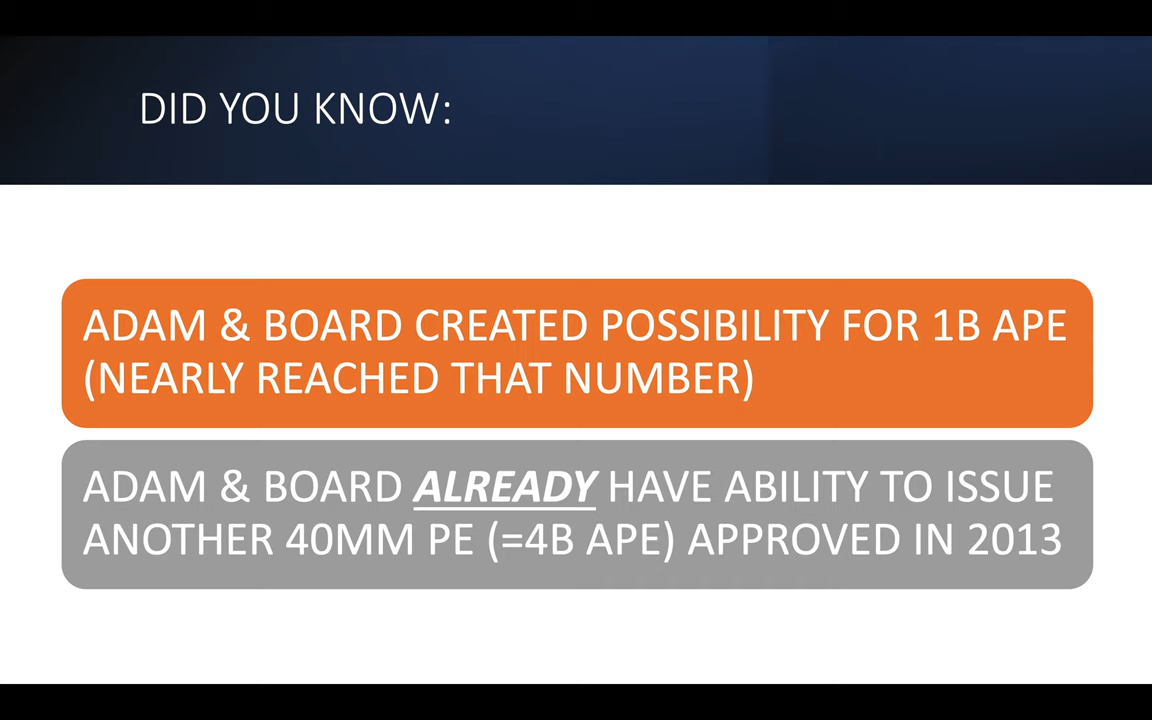 DID YOU KNOW:
ADAM & BOARD CREATED POSSIBILITY FOR 1B APE
(NEARLY REACHED THAT NUMBER)
ADAM & BOARD ALREADY HAVE ABILITY TO ISSUE
ANOTHER 40MM PE (=4B APE) APPROVED IN 2013